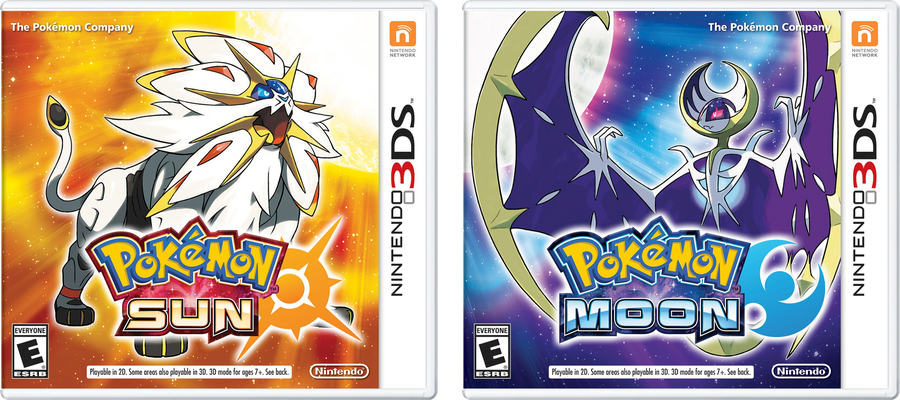 The Pokémon Company
NINTENDO
NETWORK
NINTENDO 3DS™
POKéMON
SUN
EVERYONE
E
ESRB
Playable in 2D. Some areas also playable in 3D. 3D mode for ages 7+. See back.
Nintendo
The Pokémon Company
NINTENDO
NETWORK
NINTENDO 3DS™
POKéMON
MOON
EVERYONE
E
ESRB
Playable in 2D. Some areas also playable in 3D. 3D mode for ages 7+. See back.
Nintendo